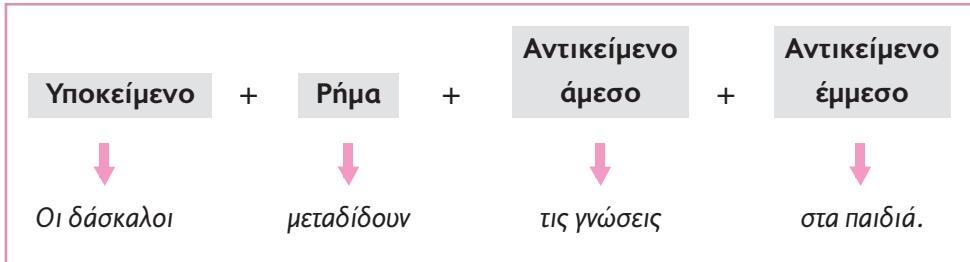 Υποκείμενο + Ρήμα + Αντικείμενο άμεσο + Αντικείμενο έμμεσο
Οι δάσκαλοι μεταδίδουν τις γνώσεις στα παιδιά.